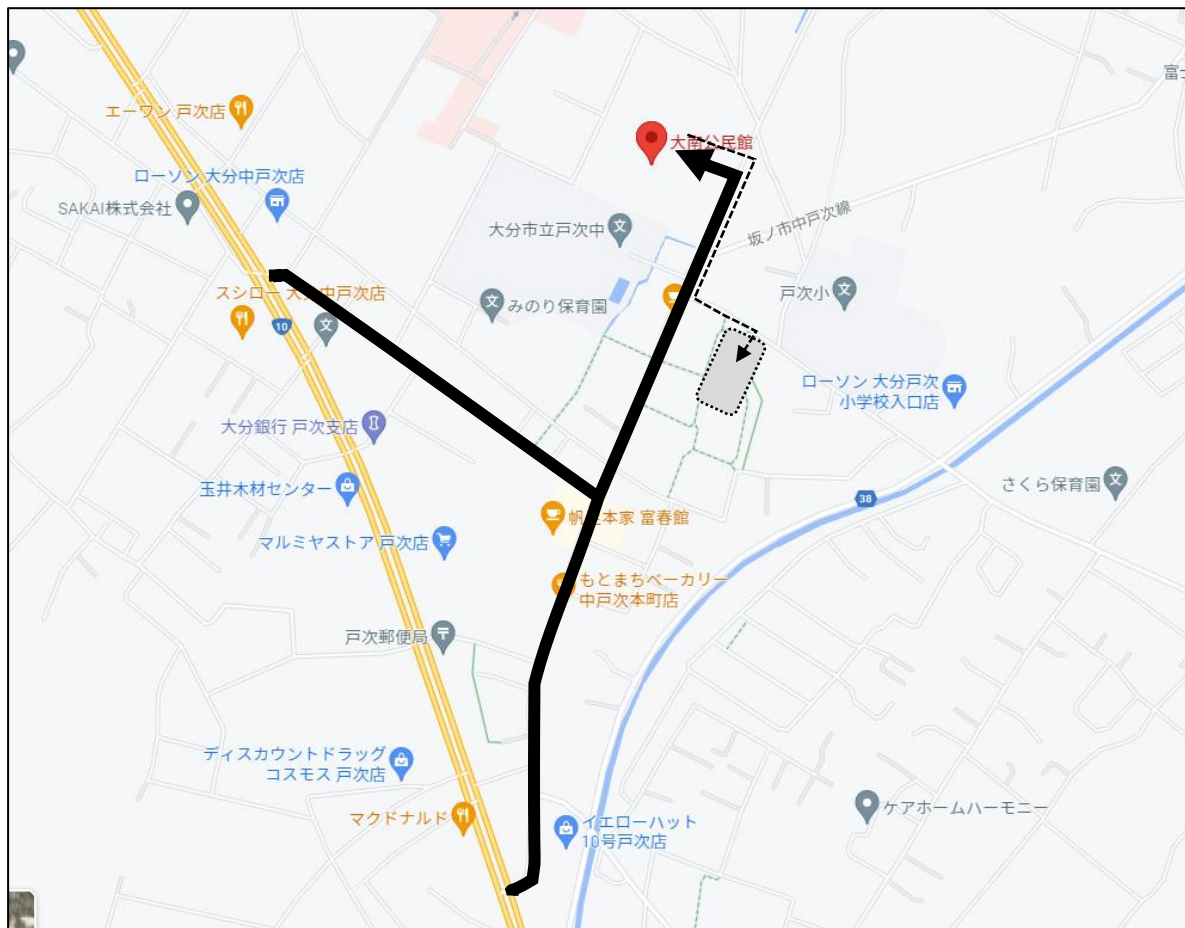 富士
エーワン 戸次店
大南公民館
ローソン 大分中戸次店
SAKAI株式会社
大分市立戸次中
坂ノ市中戸次線
スシロー 大分中戸次店
10
みのり保育園
戸次小
ローソン 大分戸次
小学校入口店
大分銀行 戸次支店
玉井木材センター
38
さくら保育園
本家 富春館
マルミヤストア 戸次店
もとまちベーカリー
中戸次本町店
戸次郵便局
ディスカウントドラッグ
コスモス 戸次店
マクドナルド
イエローハット
10号戸次店
ケアホームハーモニー